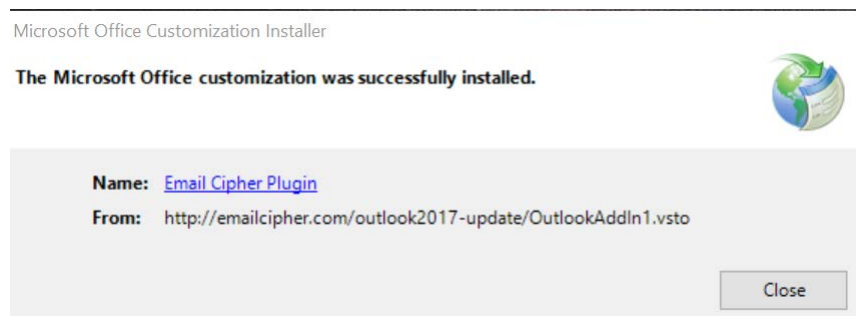 Microsoft Office Customization Installer
The Microsoft Office customization was successfully installed.
Name: Email Cipher Plugin
From: http://emailcipher.com/outlook2017-update/OutlookAddIn1.vsto
Close